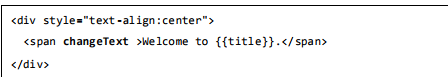 <div style="text-align:center">
<span changeText >Welcome to {{title}}.</span>
</div>